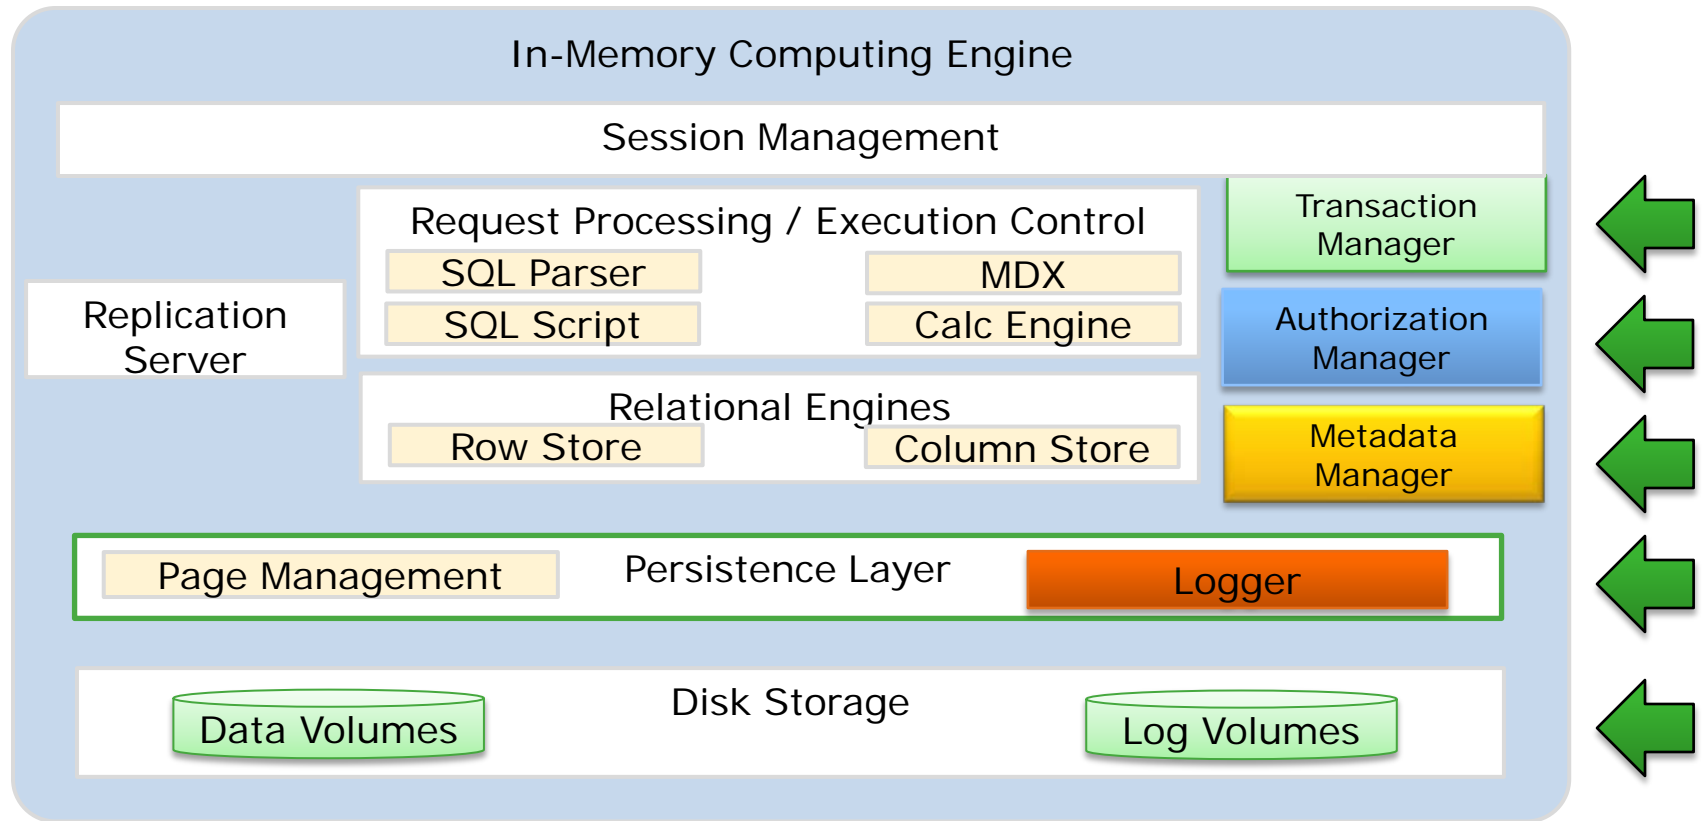 In-Memory Computing Engine
Session Management
Request Processing / Execution Control
SQL Parser
MDX
SQL Script
Calc Engine
Transaction
Manager
Replication
Server
Authorization
Manager
Relational Engines
Row Store
Column Store
Metadata
Manager
Page Management
Persistence Layer
Logger
Disk Storage
Data Volumes
Log Volumes